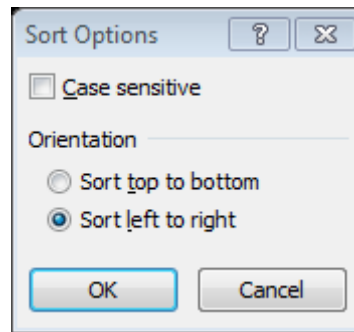 Sort Options
Case sensitive
Orientation
Sort top to bottom
Sort left to right
OK Cancel